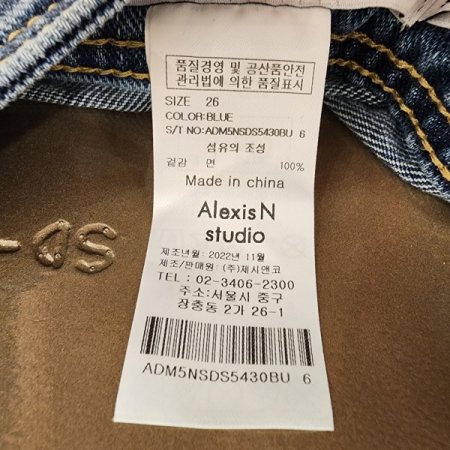 품질경영 및 공산품안전
관리법에 의한 품질표시
SIZE 26
COLOR:BLUE
S/T NO:ADM5NSDS5430BU 6
섬유의 조성
겉감 면 100%
Made in china
AlexisN
studio
제조년월: 2022년 11월
제조/판매원 : (주)제시앤코
TEL : 02-3406-2300
주소:서울시 중구
장충동 2가 26-1
ADM5NSDS5430BU 6